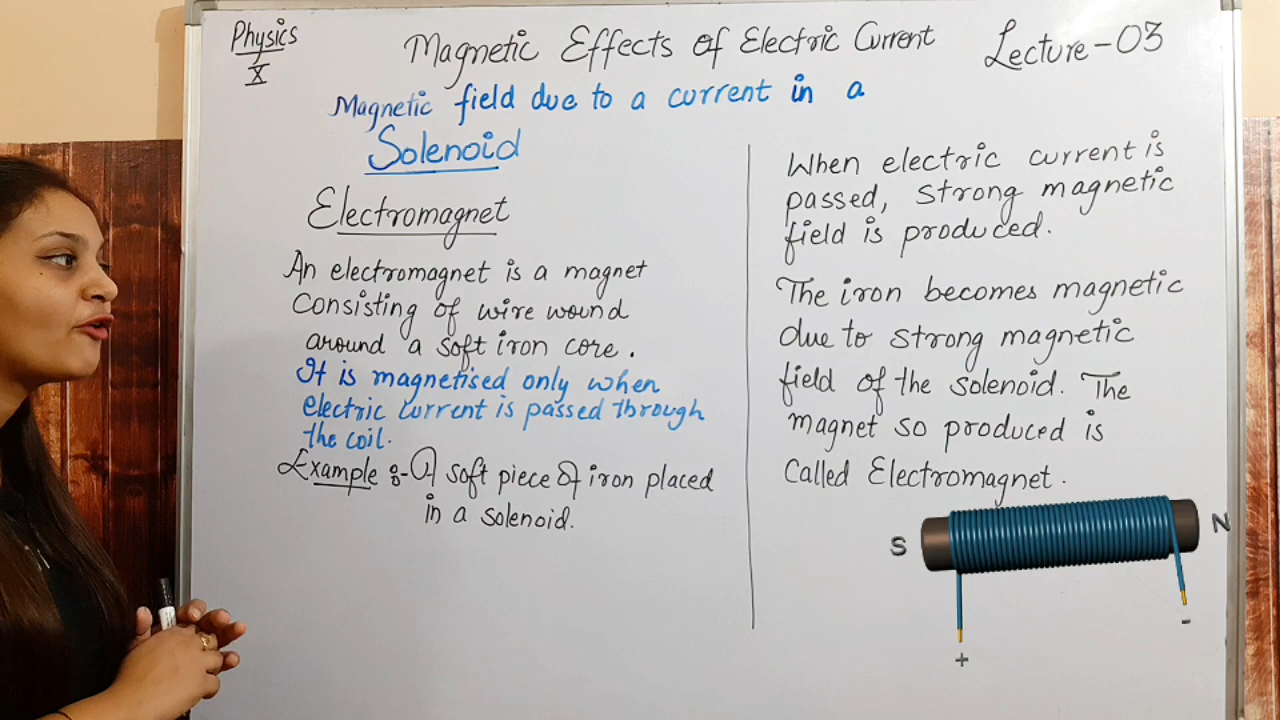 Physics
X
Magnetic Effects of Electric Current
Lecture-03
Magnetic field due to a current in a
Solenoid
Electromagnet
An electromagnet is a magnet
Consisting of wire wound
around a soft iron core.
It is magnetised only when
electric current is passed through
the coil.
Example :- A soft piece of iron placed
in a solenoid.
When electric current is
passed, Strong magnetic
field is produced.
The iron becomes magnetic
due to strong magnetic
field of the solenoid. The
magnet so produced is
Called Electromagnet.
S
N
-
+